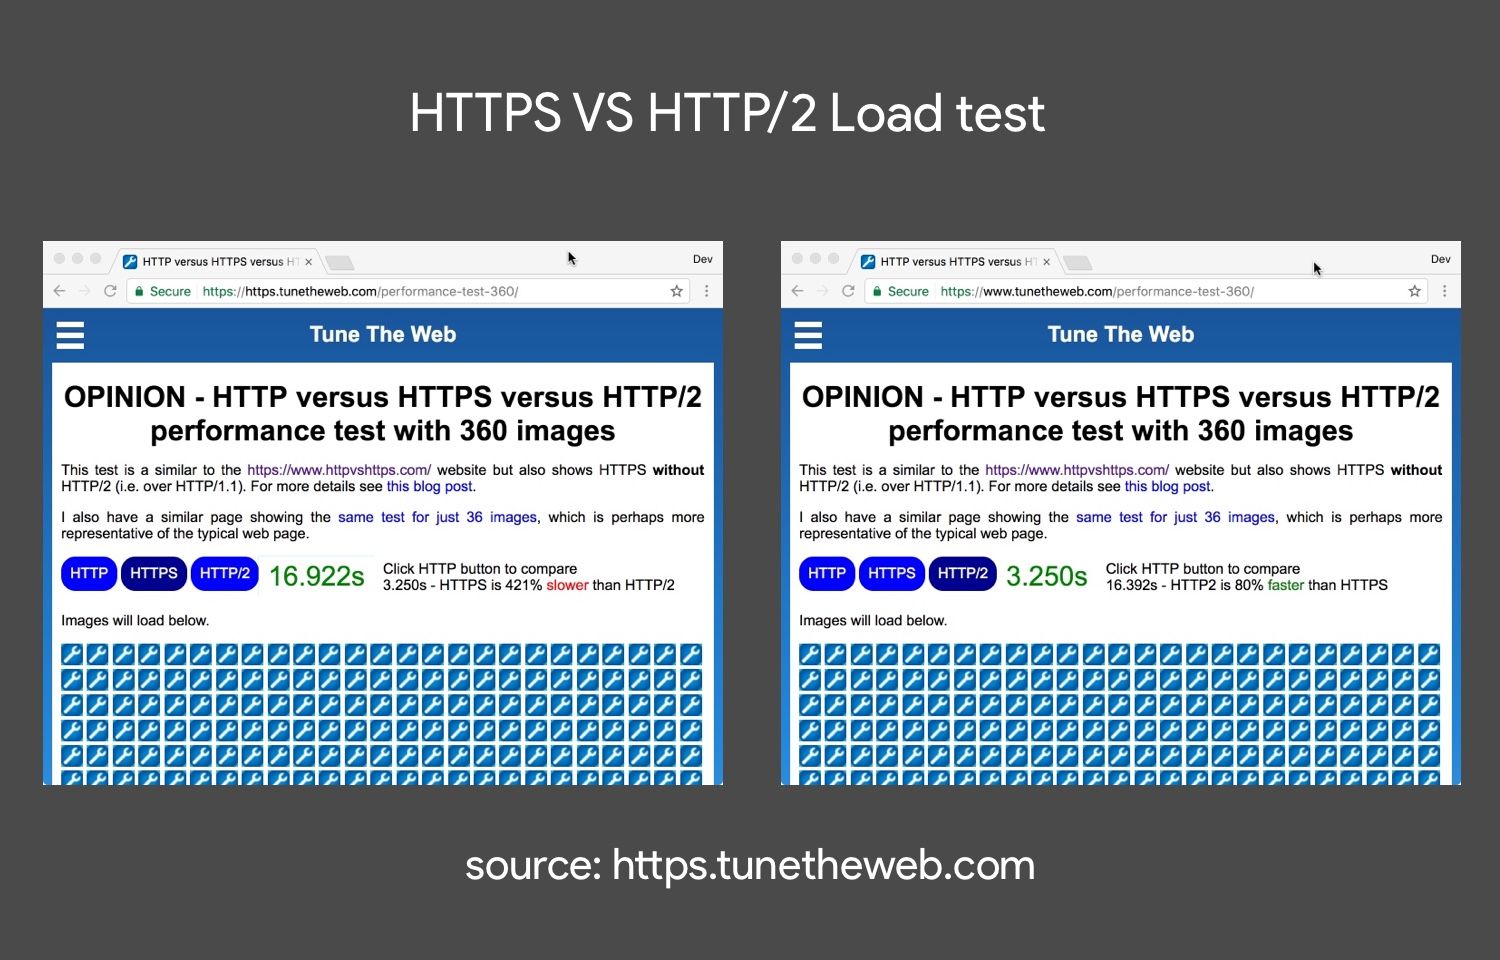 HTTPS VS HTTP/2 Load test
HTTP versus HTTPS versus HT
Dev
Secure https://https.tunetheweb.com/performance-test-360/
Tune The Web
OPINION - HTTP versus HTTPS versus HTTP/2
performance test with 360 images
This test is a similar to the https://www.httpvshttps.com/ website but also shows HTTPS without
HTTP/2 (i.e. over HTTP/1.1). For more details see this blog post.
I also have a similar page showing the same test for just 36 images, which is perhaps more
representative of the typical web page.
HTTP HTTPS HTTP/2 16.922s
Click HTTP button to compare
3.250s - HTTPS is 421% slower than HTTP/2
Images will load below.
HTTP versus HTTPS versus HT
Dev
Secure https://www.tunetheweb.com/performance-test-360/
Tune The Web
OPINION - HTTP versus HTTPS versus HTTP/2
performance test with 360 images
This test is a similar to the https://www.httpvshttps.com/ website but also shows HTTPS without
HTTP/2 (i.e. over HTTP/1.1). For more details see this blog post.
I also have a similar page showing the same test for just 36 images, which is perhaps more
representative of the typical web page.
HTTP HTTPS HTTP/2 3.250s
Click HTTP button to compare
16.392s - HTTP2 is 80% faster than HTTPS
Images will load below.
source: https.tunetheweb.com